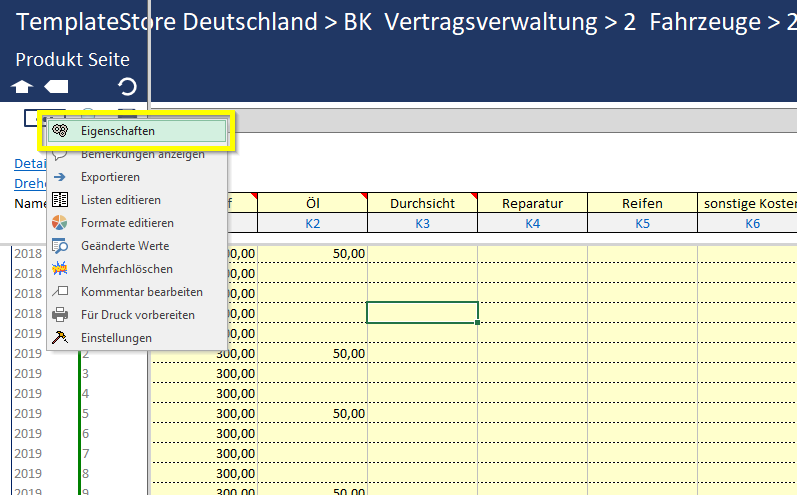 TemplateStore Deutschland > BK Vertragsverwaltung > 2 Fahrzeuge > 2
Produkt Seite
Eigenschaften
Bemerkungen anzeigen
Exportieren
Listen editieren
Formate editieren
Geänderte Werte
Mehrfachlöschen
Kommentar bearbeiten
Für Druck vorbereiten
Einstellungen
Detai
Drehe
Name
f Öl Durchsicht Reparatur Reifen sonstige Kosten
K2 K3 K4 K5 K6
2018 00,00 50,00
2018 00,00
2018 00,00
2018 00,00
2019 00,00
2019 2 300,00 50,00
2019 3 300,00
2019 4 300,00
2019 5 300,00 50,00
2019 6 300,00
2019 7 300,00
2019 8 300,00
2019 9 300,00 50,00